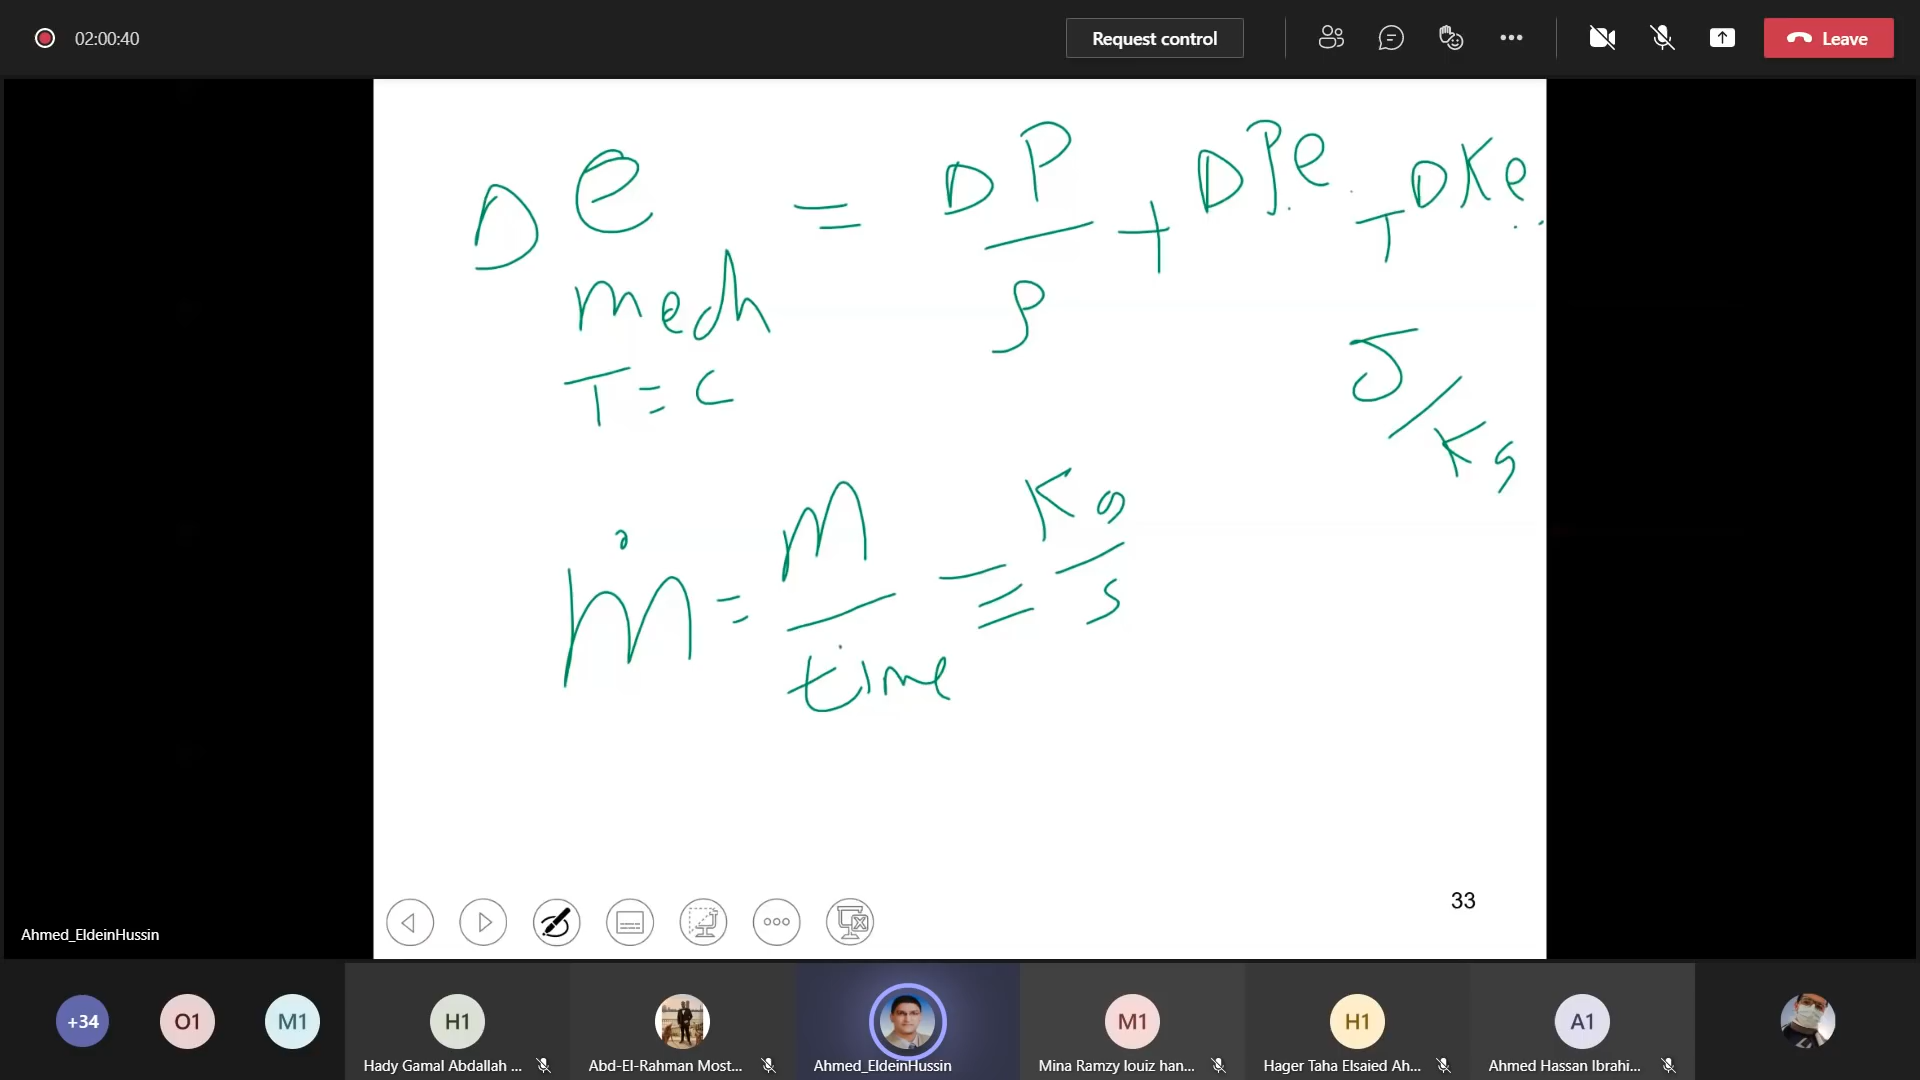 02:00:40
Request control
Leave
Δe mech = ΔP/ρ + ΔPe + ΔKe
T = c
J/Kg
ṁ = m/time ≡ Kg/s
33
Ahmed_EldeinHussin
+34
O1
M1
H1
M1
H1
A1
Hady Gamal Abdallah ...
Abd-El-Rahman Most...
Ahmed_EldeinHussin
Mina Ramzy louiz han...
Hager Taha Elsaied Ah...
Ahmed Hassan Ibrahi...